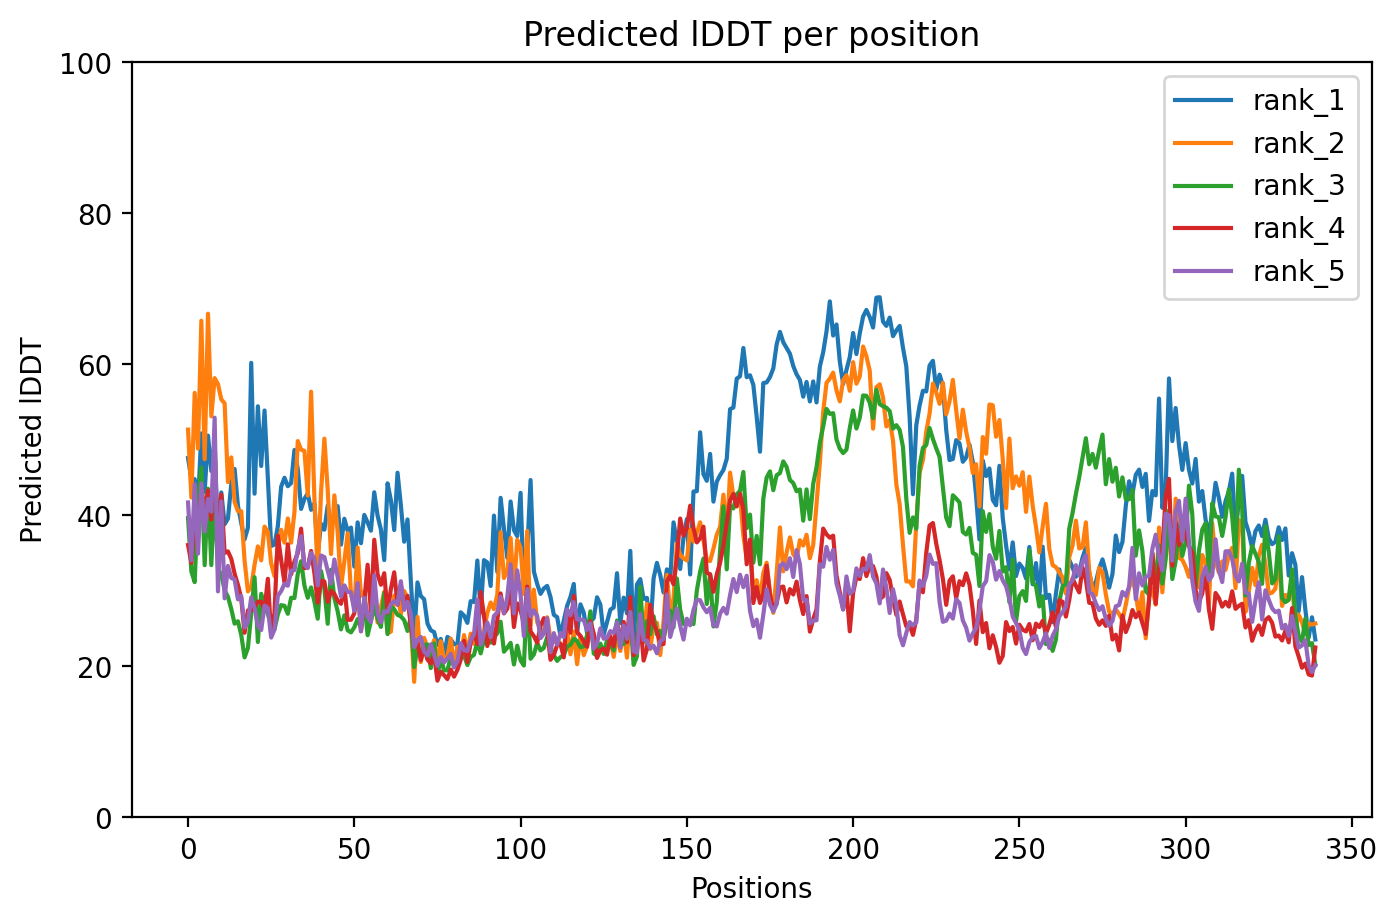 Predicted lDDT per position
100
80
60
40
20
0
Predicted lDDT
0 50 100 150 200 250 300 350
Positions
rank_1
rank_2
rank_3
rank_4
rank_5